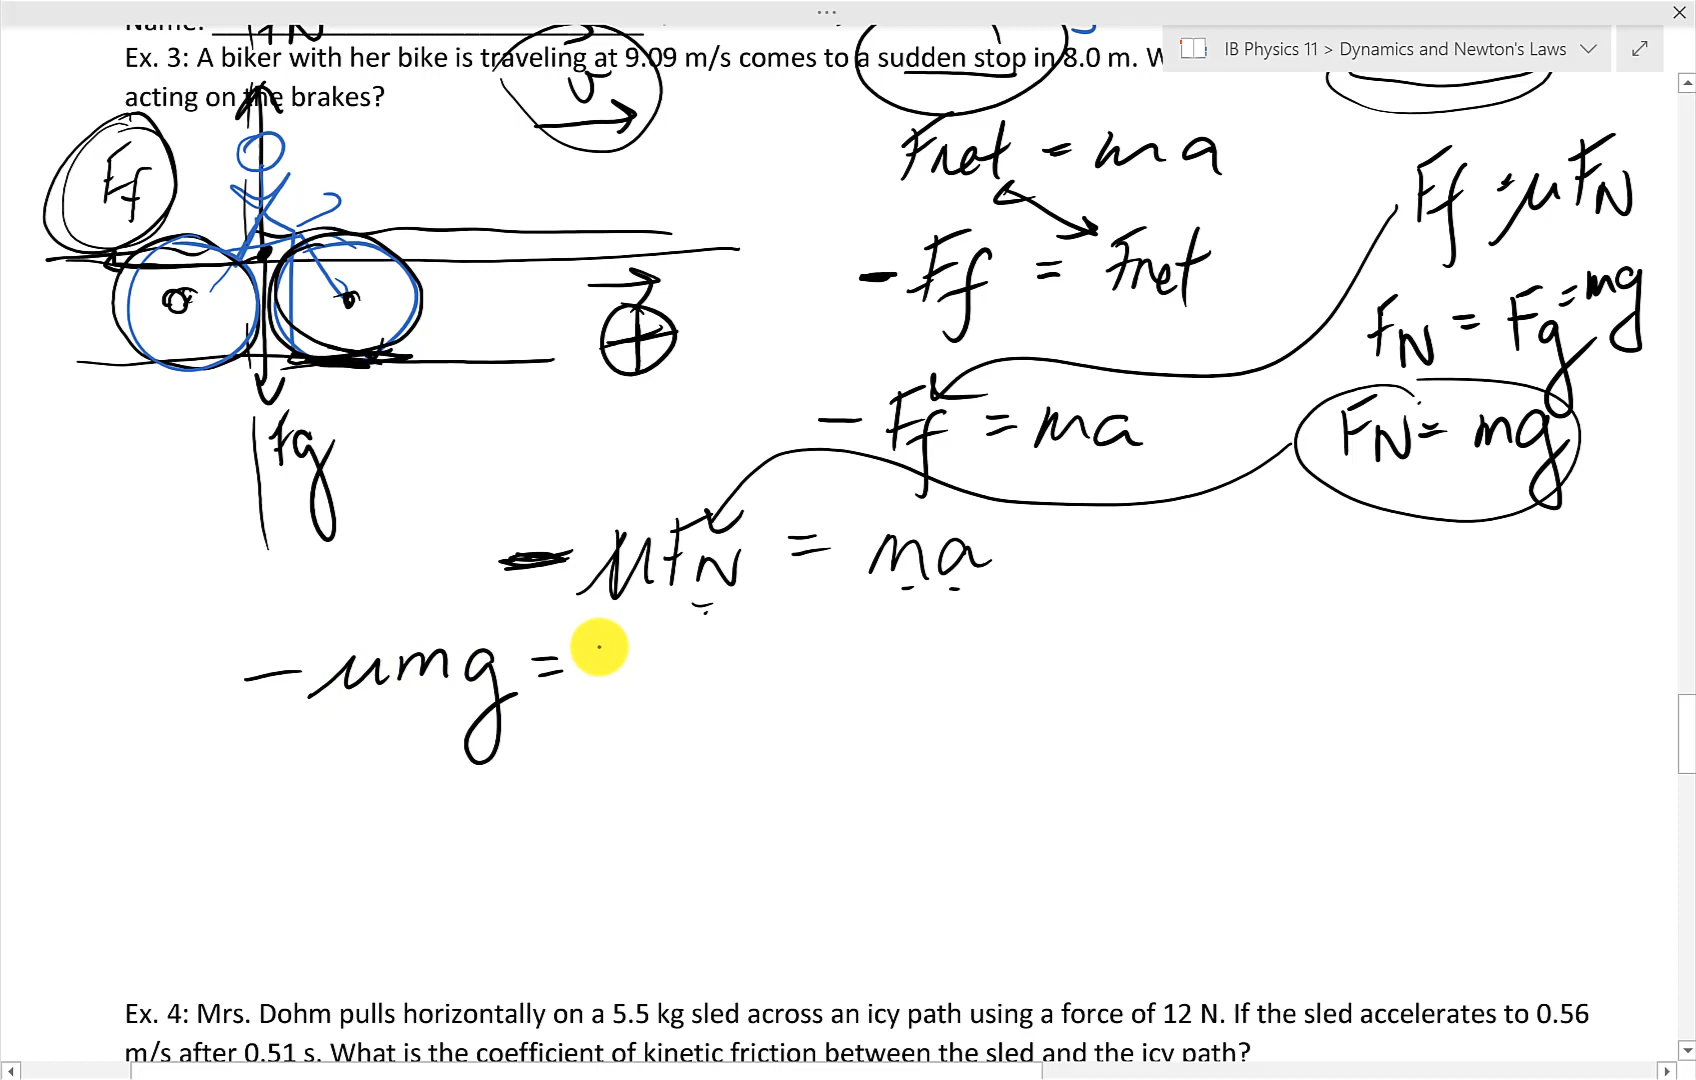 Name:
N
Ex. 3: A biker with her bike is traveling at 9.09 m/s comes to a sudden stop in 8.0 m. W
acting on the brakes?
IB Physics 11 > Dynamics and Newton's Laws
v
Ff
Fg
+
Fnet = ma
-Ff = Fnet
-Ff = ma
Ff = μFN
FN = Fg = mg
FN = mg
-μFN = ma
-μmg =
Ex. 4: Mrs. Dohm pulls horizontally on a 5.5 kg sled across an icy path using a force of 12 N. If the sled accelerates to 0.56
m/s after 0.51 s. What is the coefficient of kinetic friction between the sled and the icy path?